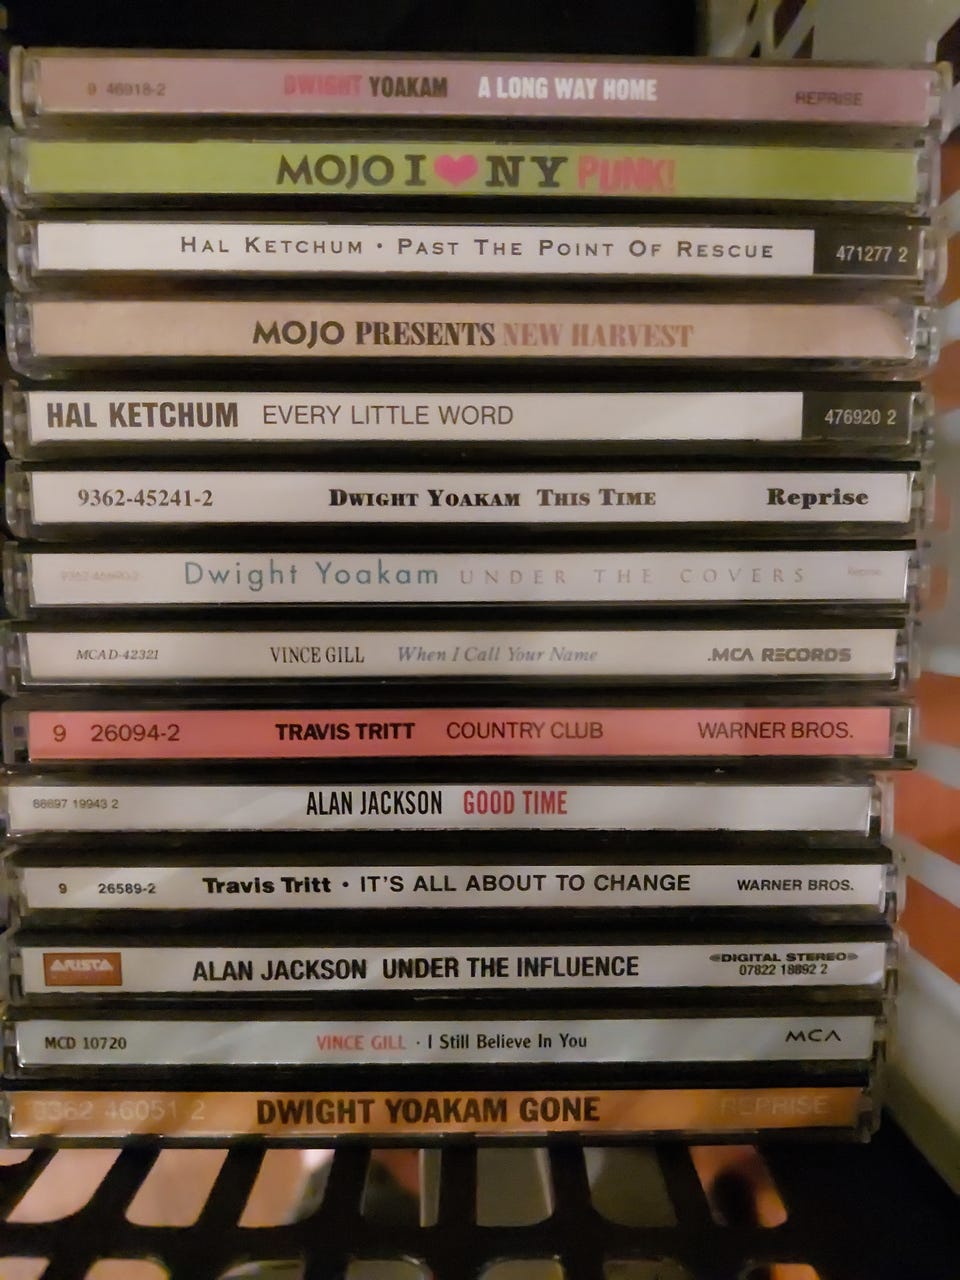 9 46918-2 DWIGHT YOAKAM A LONG WAY HOME REPRISE
MOJO I ♥ NY PUNK!
HAL KETCHUM · PAST THE POINT OF RESCUE 471277 2
MOJO PRESENTS NEW HARVEST
HAL KETCHUM EVERY LITTLE WORD 476920 2
9362-45241-2 DWIGHT YOAKAM THIS TIME Reprise
Dwight Yoakam UNDER THE COVERS Reprise
MCAD-42321 VINCE GILL When I Call Your Name MCA RECORDS
9 26094-2 TRAVIS TRITT COUNTRY CLUB WARNER BROS.
88697 19943 2 ALAN JACKSON GOOD TIME
9 26589-2 Travis Tritt · IT'S ALL ABOUT TO CHANGE WARNER BROS.
ARISTA ALAN JACKSON UNDER THE INFLUENCE DIGITAL STEREO
07822 18892 2
MCD 10720 VINCE GILL · I Still Believe In You MCA
9362 46051 2 DWIGHT YOAKAM GONE REPRISE